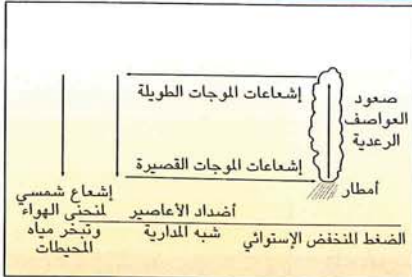 إشعاعات الموجات الطويلة
صعود
العواصف
الرعدية
إشعاعات الموجات القصيرة
أمطار
إشعاع شمسي
لمنحنى الهواء
وتبخر مياه
المحيطات
أضداد الأعاصير
شبه المدارية
الضغط المنخفض الإستوائي